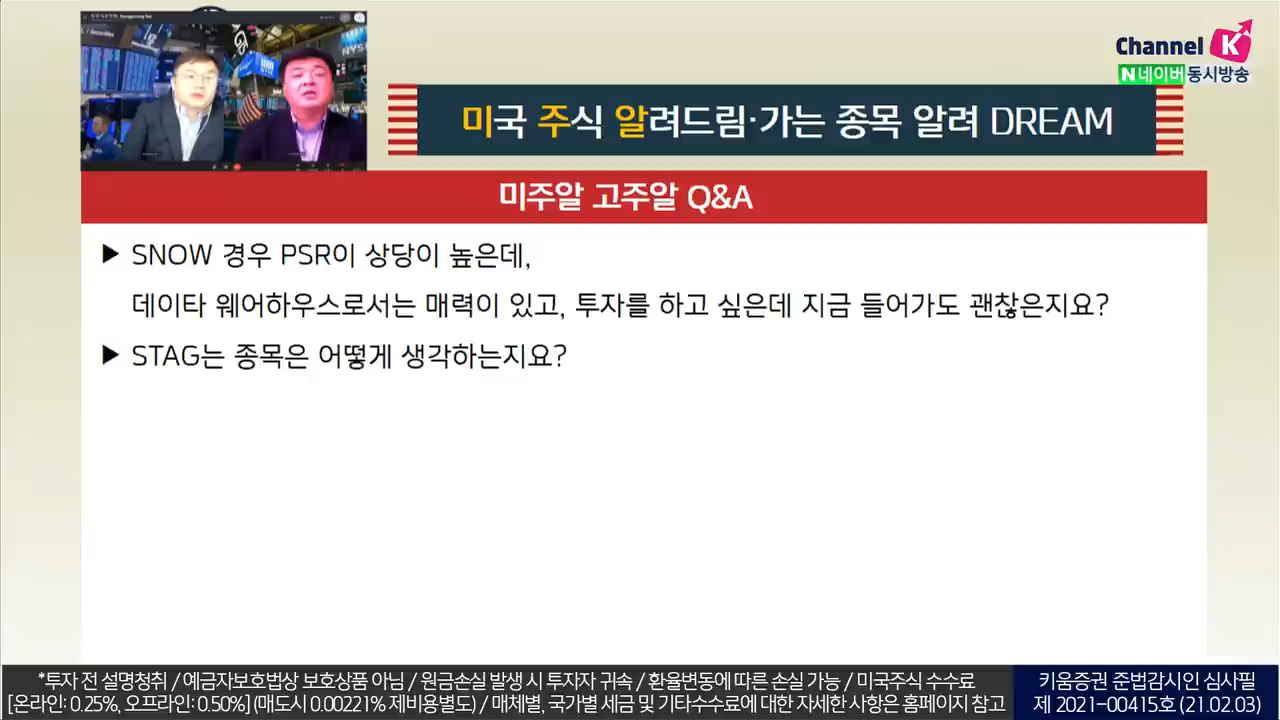 Channel K
N네이버 동시방송
NYSE
미국 주식 알려드림·가는 종목 알려 DREAM
미주알 고주알 Q&A
▶ SNOW 경우 PSR이 상당이 높은데,
데이타 웨어하우스로서는 매력이 있고, 투자를 하고 싶은데 지금 들어가도 괜찮은지요?
▶ STAG는 종목은 어떻게 생각하는지요?
*투자 전 설명청취 / 예금자보호법상 보호상품 아님 / 원금손실 발생 시 투자자 귀속 / 환율변동에 따른 손실 가능 / 미국주식 수수료
[온라인: 0.25%, 오프라인: 0.50%] (매도시 0.00221% 제비용별도) / 매체별, 국가별 세금 및 기타수수료에 대한 자세한 사항은 홈페이지 참고
키움증권 준법감시인 심사필
제 2021-00415호 (21.02.03)